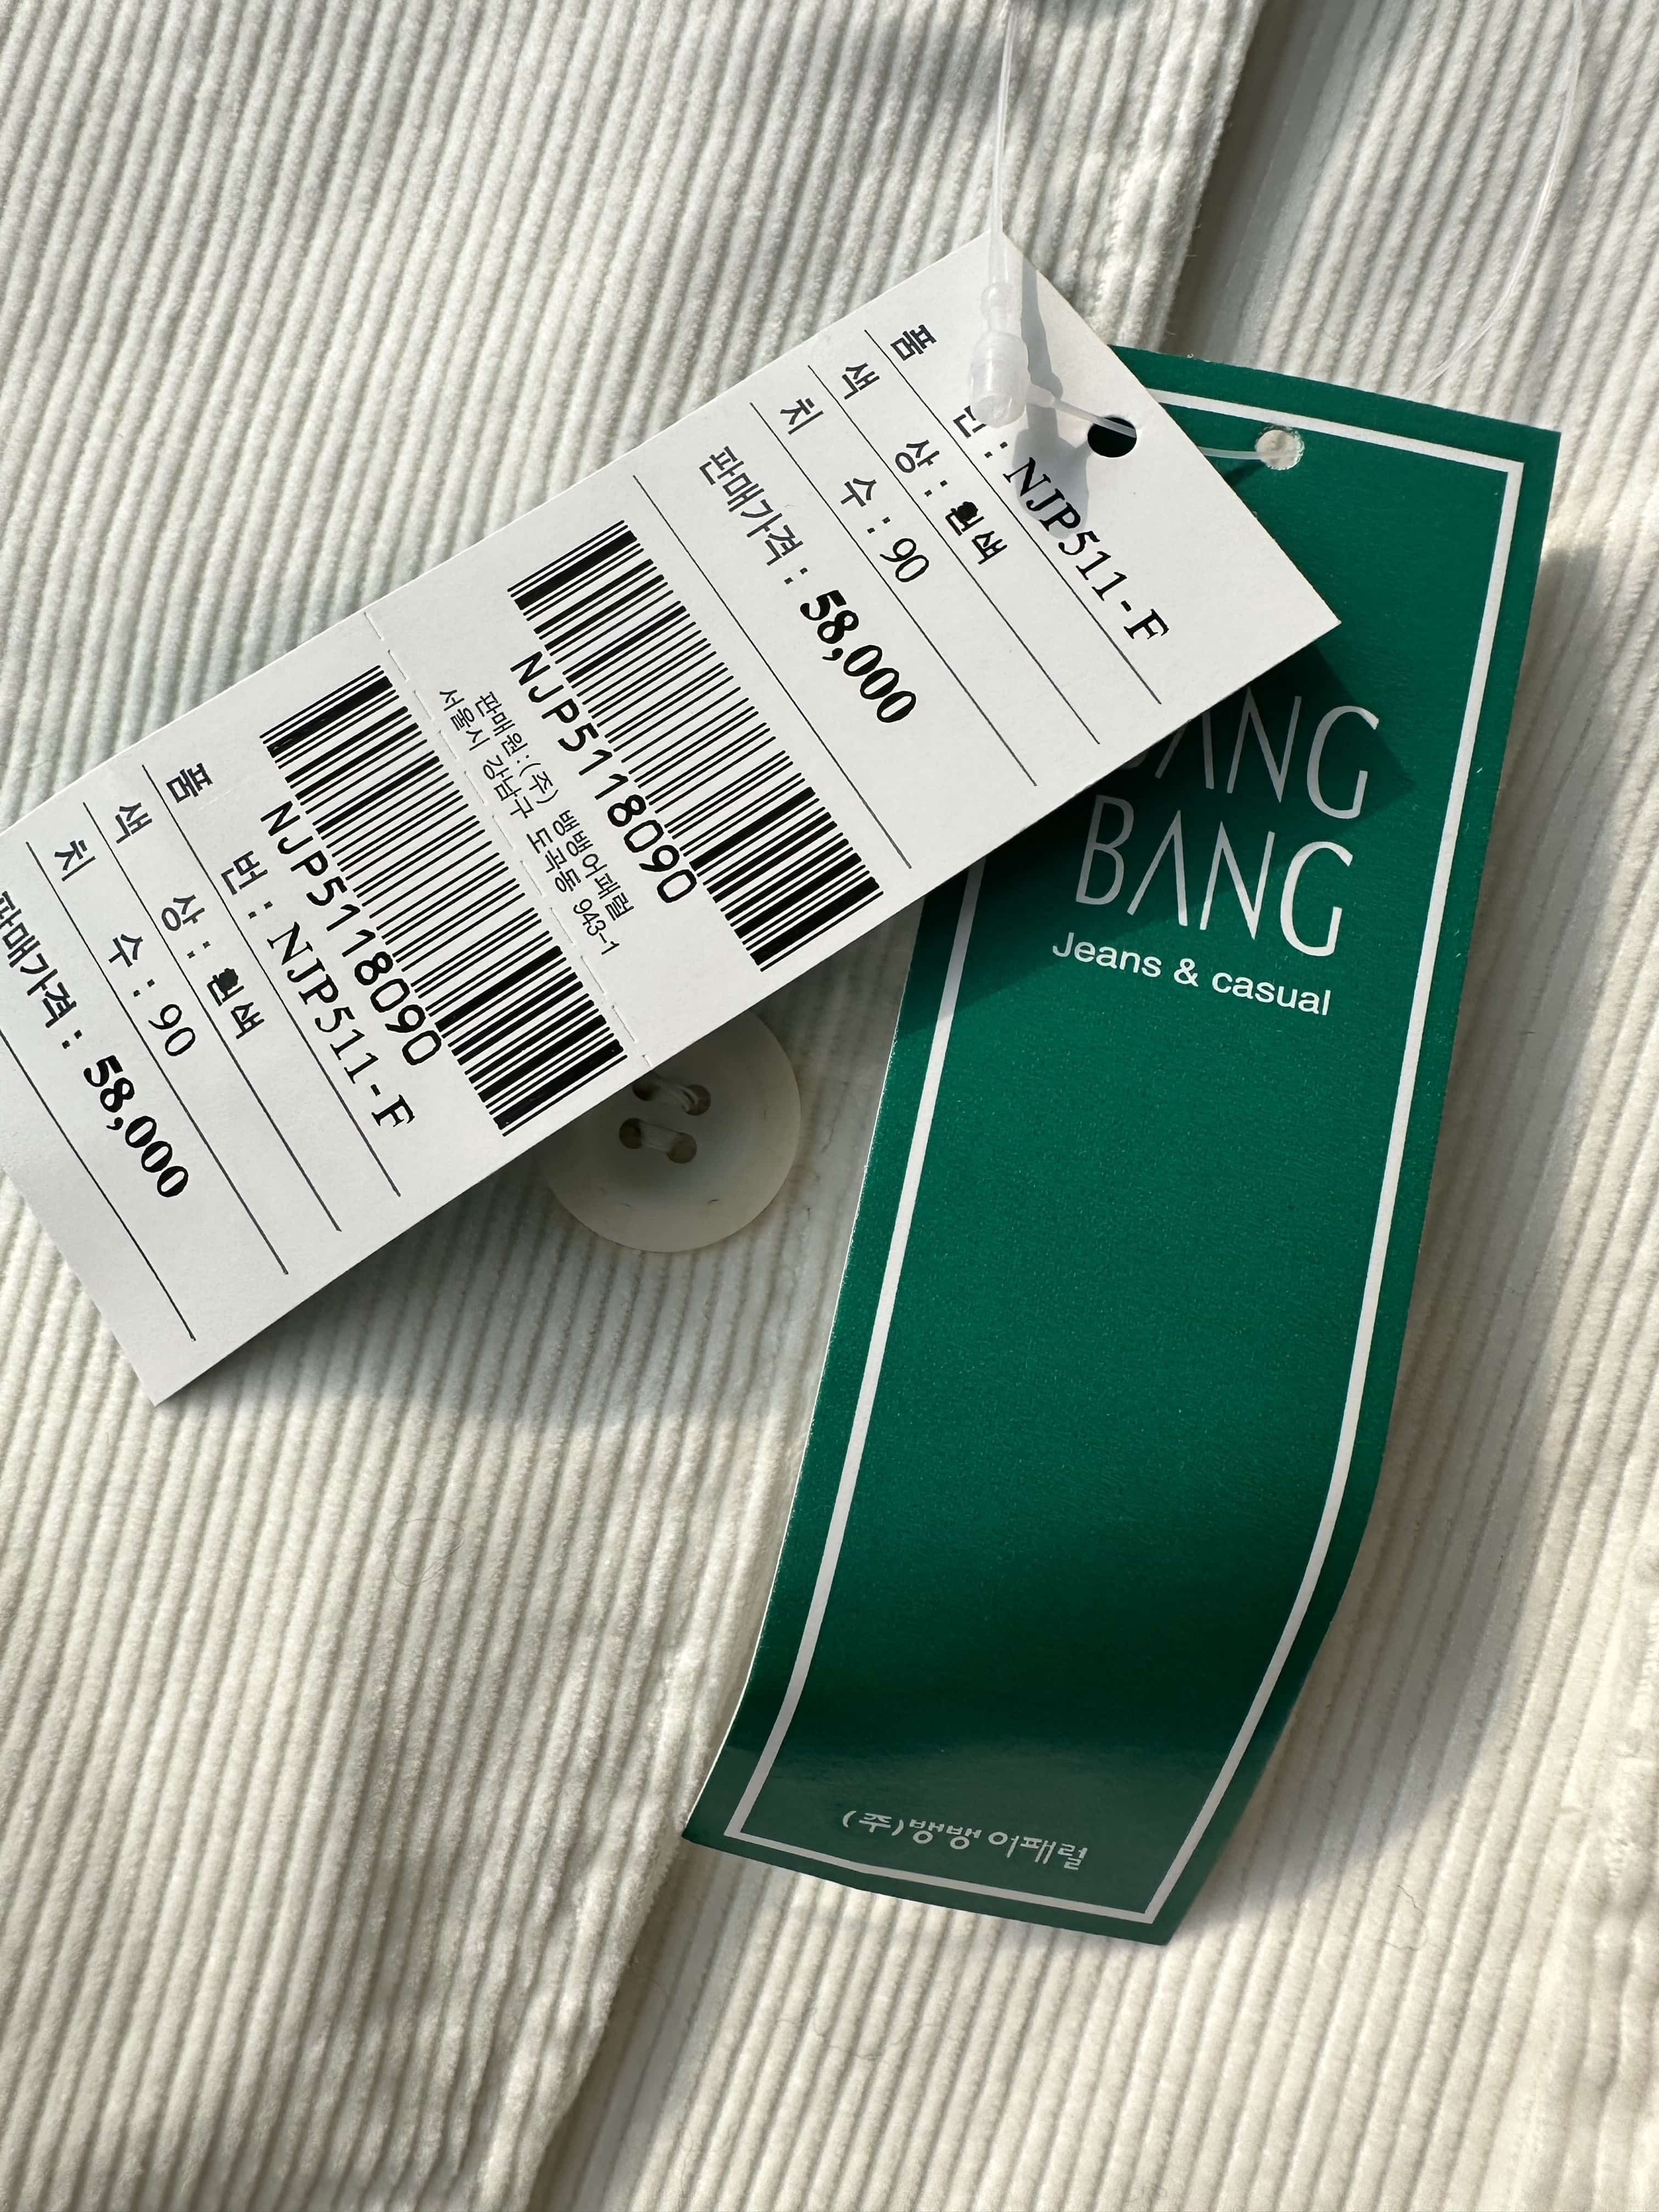 품 번 : NJP511-F
색 상 : 흰색
치 수 : 90
판매가격 : 58,000
NJP5118090
판매원:(주) 뱅뱅어패럴
서울시 강남구 도곡동 943-1
NJP5118090
품 번 : NJP511-F
색 상 : 흰색
치 수 : 90
판매가격 : 58,000
BANG
BANG
Jeans & casual
(주)뱅뱅어패럴